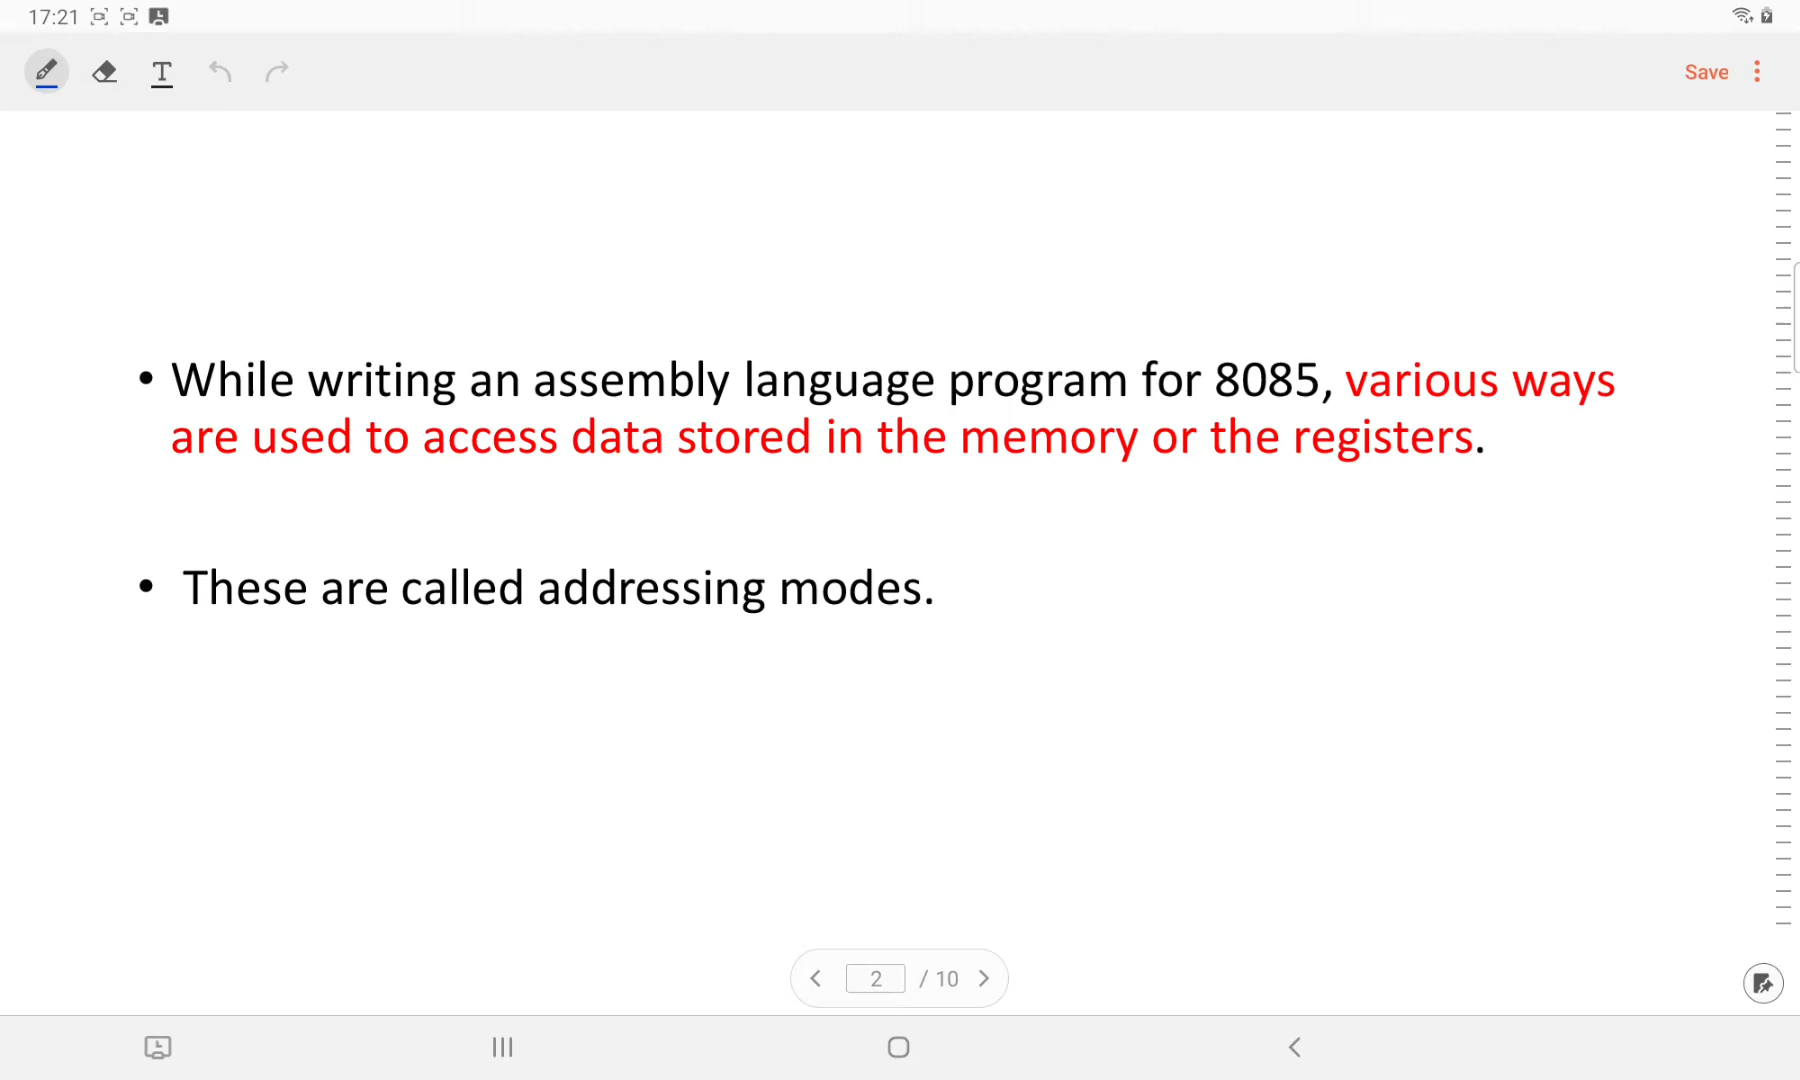 17:21
Save
• While writing an assembly language program for 8085, various ways
are used to access data stored in the memory or the registers.
• These are called addressing modes.
2 / 10